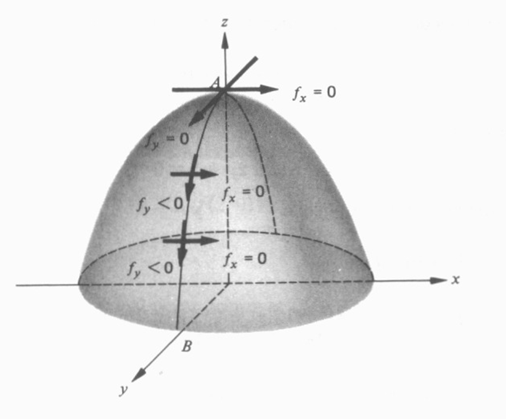 z
A
f_x = 0
f_y = 0
f_y < 0
f_x = 0
f_y < 0
f_x = 0
x
B
y